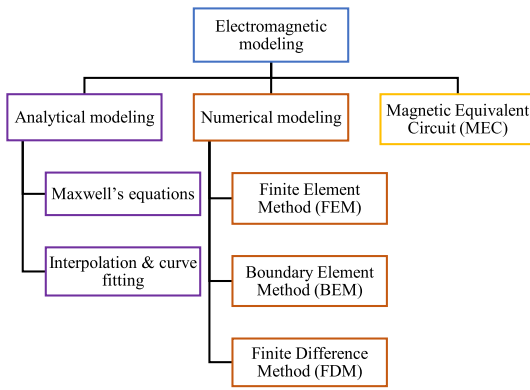 Electromagnetic
modeling
Analytical modeling
Numerical modeling
Magnetic Equivalent
Circuit (MEC)
Maxwell's equations
Interpolation & curve
fitting
Finite Element
Method (FEM)
Boundary Element
Method (BEM)
Finite Difference
Method (FDM)